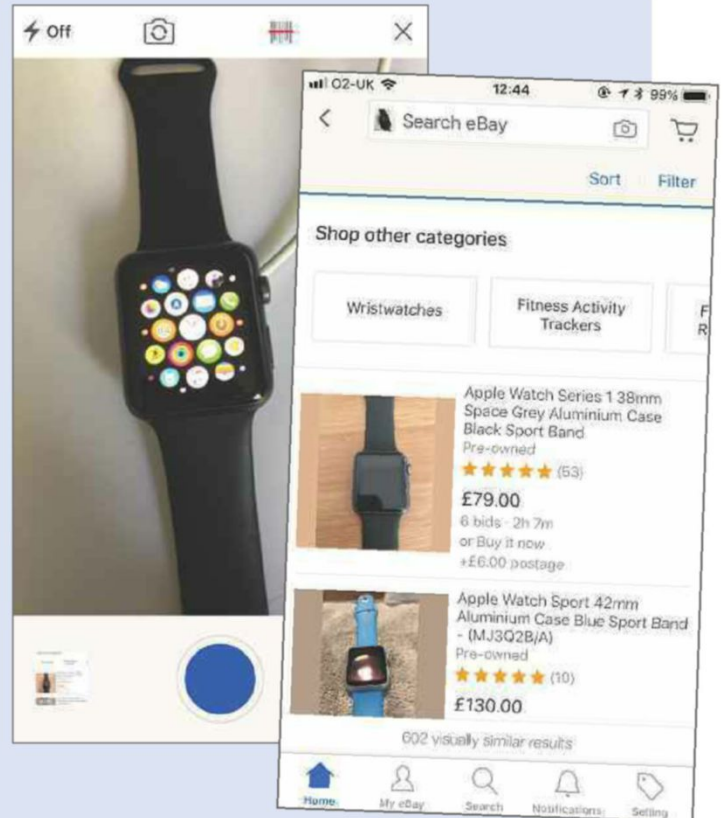 Off
O2-UK
12:44
99%
Search eBay
Sort Filter
Shop other categories
Wristwatches
Fitness Activity
Trackers
F
R
Apple Watch Series 1 38mm
Space Grey Aluminium Case
Black Sport Band
Pre-owned
(53)
£79.00
6 bids · 2h 7m
or Buy it now
+£6.00 postage
Apple Watch Sport 42mm
Aluminium Case Blue Sport Band
- (MJ3Q2B/A)
Pre-owned
(10)
£130.00
602 visually similar results
Home My eBay Search Notifications Selling